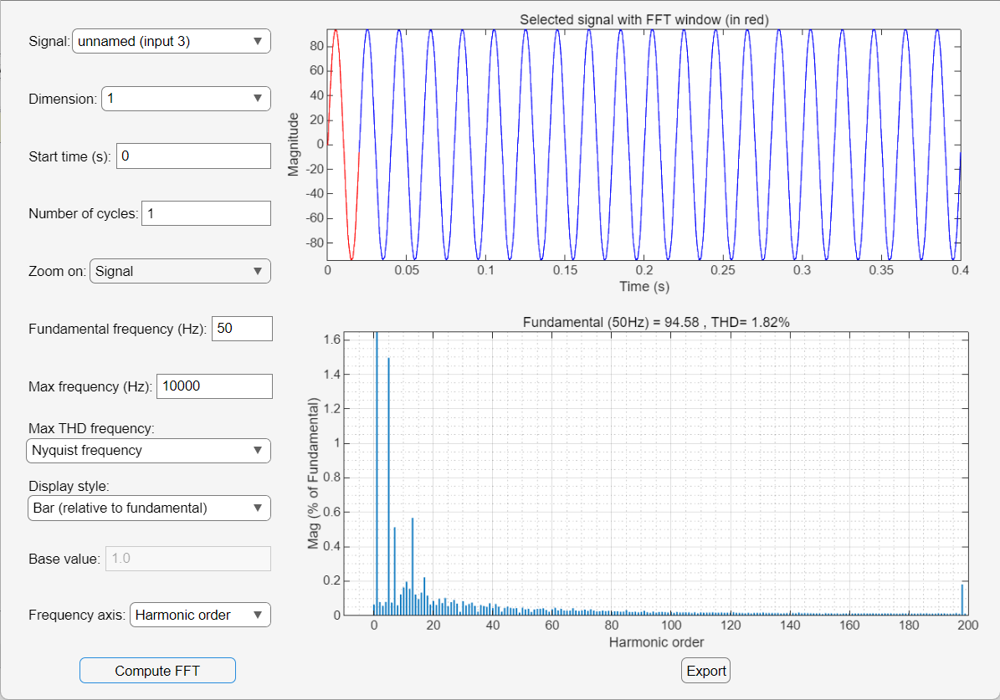 Signal: unnamed (input 3)
Dimension: 1
Start time (s): 0
Number of cycles: 1
Zoom on: Signal
Fundamental frequency (Hz): 50
Max frequency (Hz): 10000
Max THD frequency:
Nyquist frequency
Display style:
Bar (relative to fundamental)
Base value: 1.0
Frequency axis: Harmonic order
Compute FFT
Selected signal with FFT window (in red)
Magnitude
80
60
40
20
0
-20
-40
-60
-80
0 0.05 0.1 0.15 0.2 0.25 0.3 0.35 0.4
Time (s)
Fundamental (50Hz) = 94.58 , THD= 1.82%
Mag (% of Fundamental)
1.6
1.4
1.2
1
0.8
0.6
0.4
0.2
0
0 20 40 60 80 100 120 140 160 180 200
Harmonic order
Export